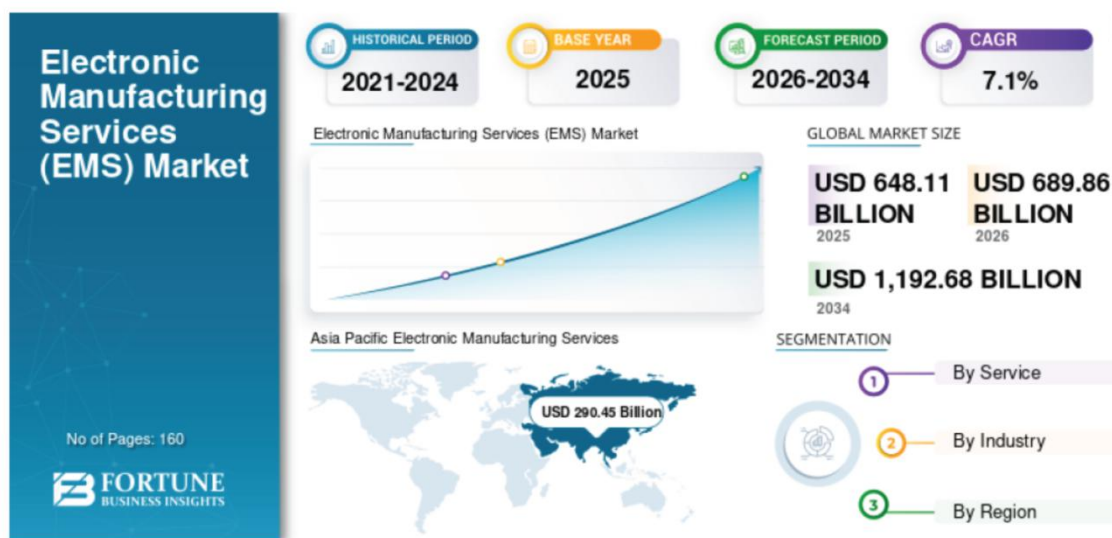 Electronic
Manufacturing
Services
(EMS) Market
No of Pages: 160
FORTUNE
BUSINESS INSIGHTS
HISTORICAL PERIOD
2021-2024
BASE YEAR
2025
FORECAST PERIOD
2026-2034
CAGR
7.1%
Electronic Manufacturing Services (EMS) Market
GLOBAL MARKET SIZE
USD 648.11
BILLION
2025
USD 689.86
BILLION
2026
USD 1,192.68 BILLION
2034
Asia Pacific Electronic Manufacturing Services
USD 290.45 Billion
SEGMENTATION
1
By Service
2
By Industry
3
By Region